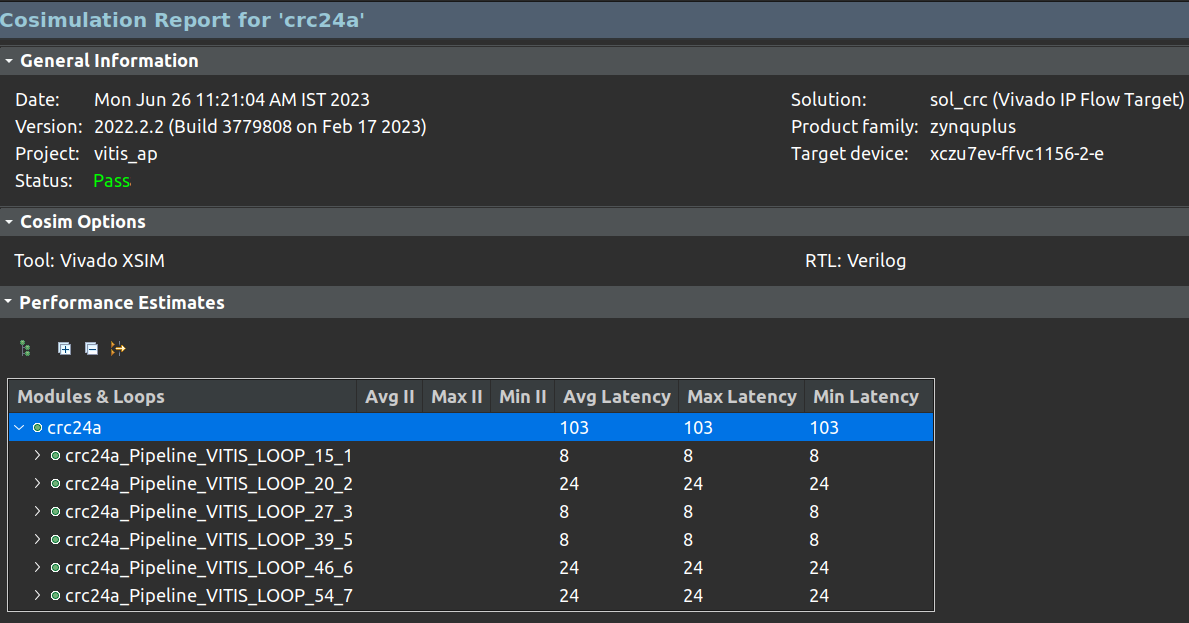 Cosimulation Report for 'crc24a'
General Information
Date: Mon Jun 26 11:21:04 AM IST 2023 Solution: sol_crc (Vivado IP Flow Target)
Version: 2022.2.2 (Build 3779808 on Feb 17 2023) Product family: zynquplus
Project: vitis_ap Target device: xczu7ev-ffvc1156-2-e
Status: Pass
Cosim Options
Tool: Vivado XSIM RTL: Verilog
Performance Estimates
Modules & Loops Avg II Max II Min II Avg Latency Max Latency Min Latency
crc24a 103 103 103
crc24a_Pipeline_VITIS_LOOP_15_1 8 8 8
crc24a_Pipeline_VITIS_LOOP_20_2 24 24 24
crc24a_Pipeline_VITIS_LOOP_27_3 8 8 8
crc24a_Pipeline_VITIS_LOOP_39_5 8 8 8
crc24a_Pipeline_VITIS_LOOP_46_6 24 24 24
crc24a_Pipeline_VITIS_LOOP_54_7 24 24 24